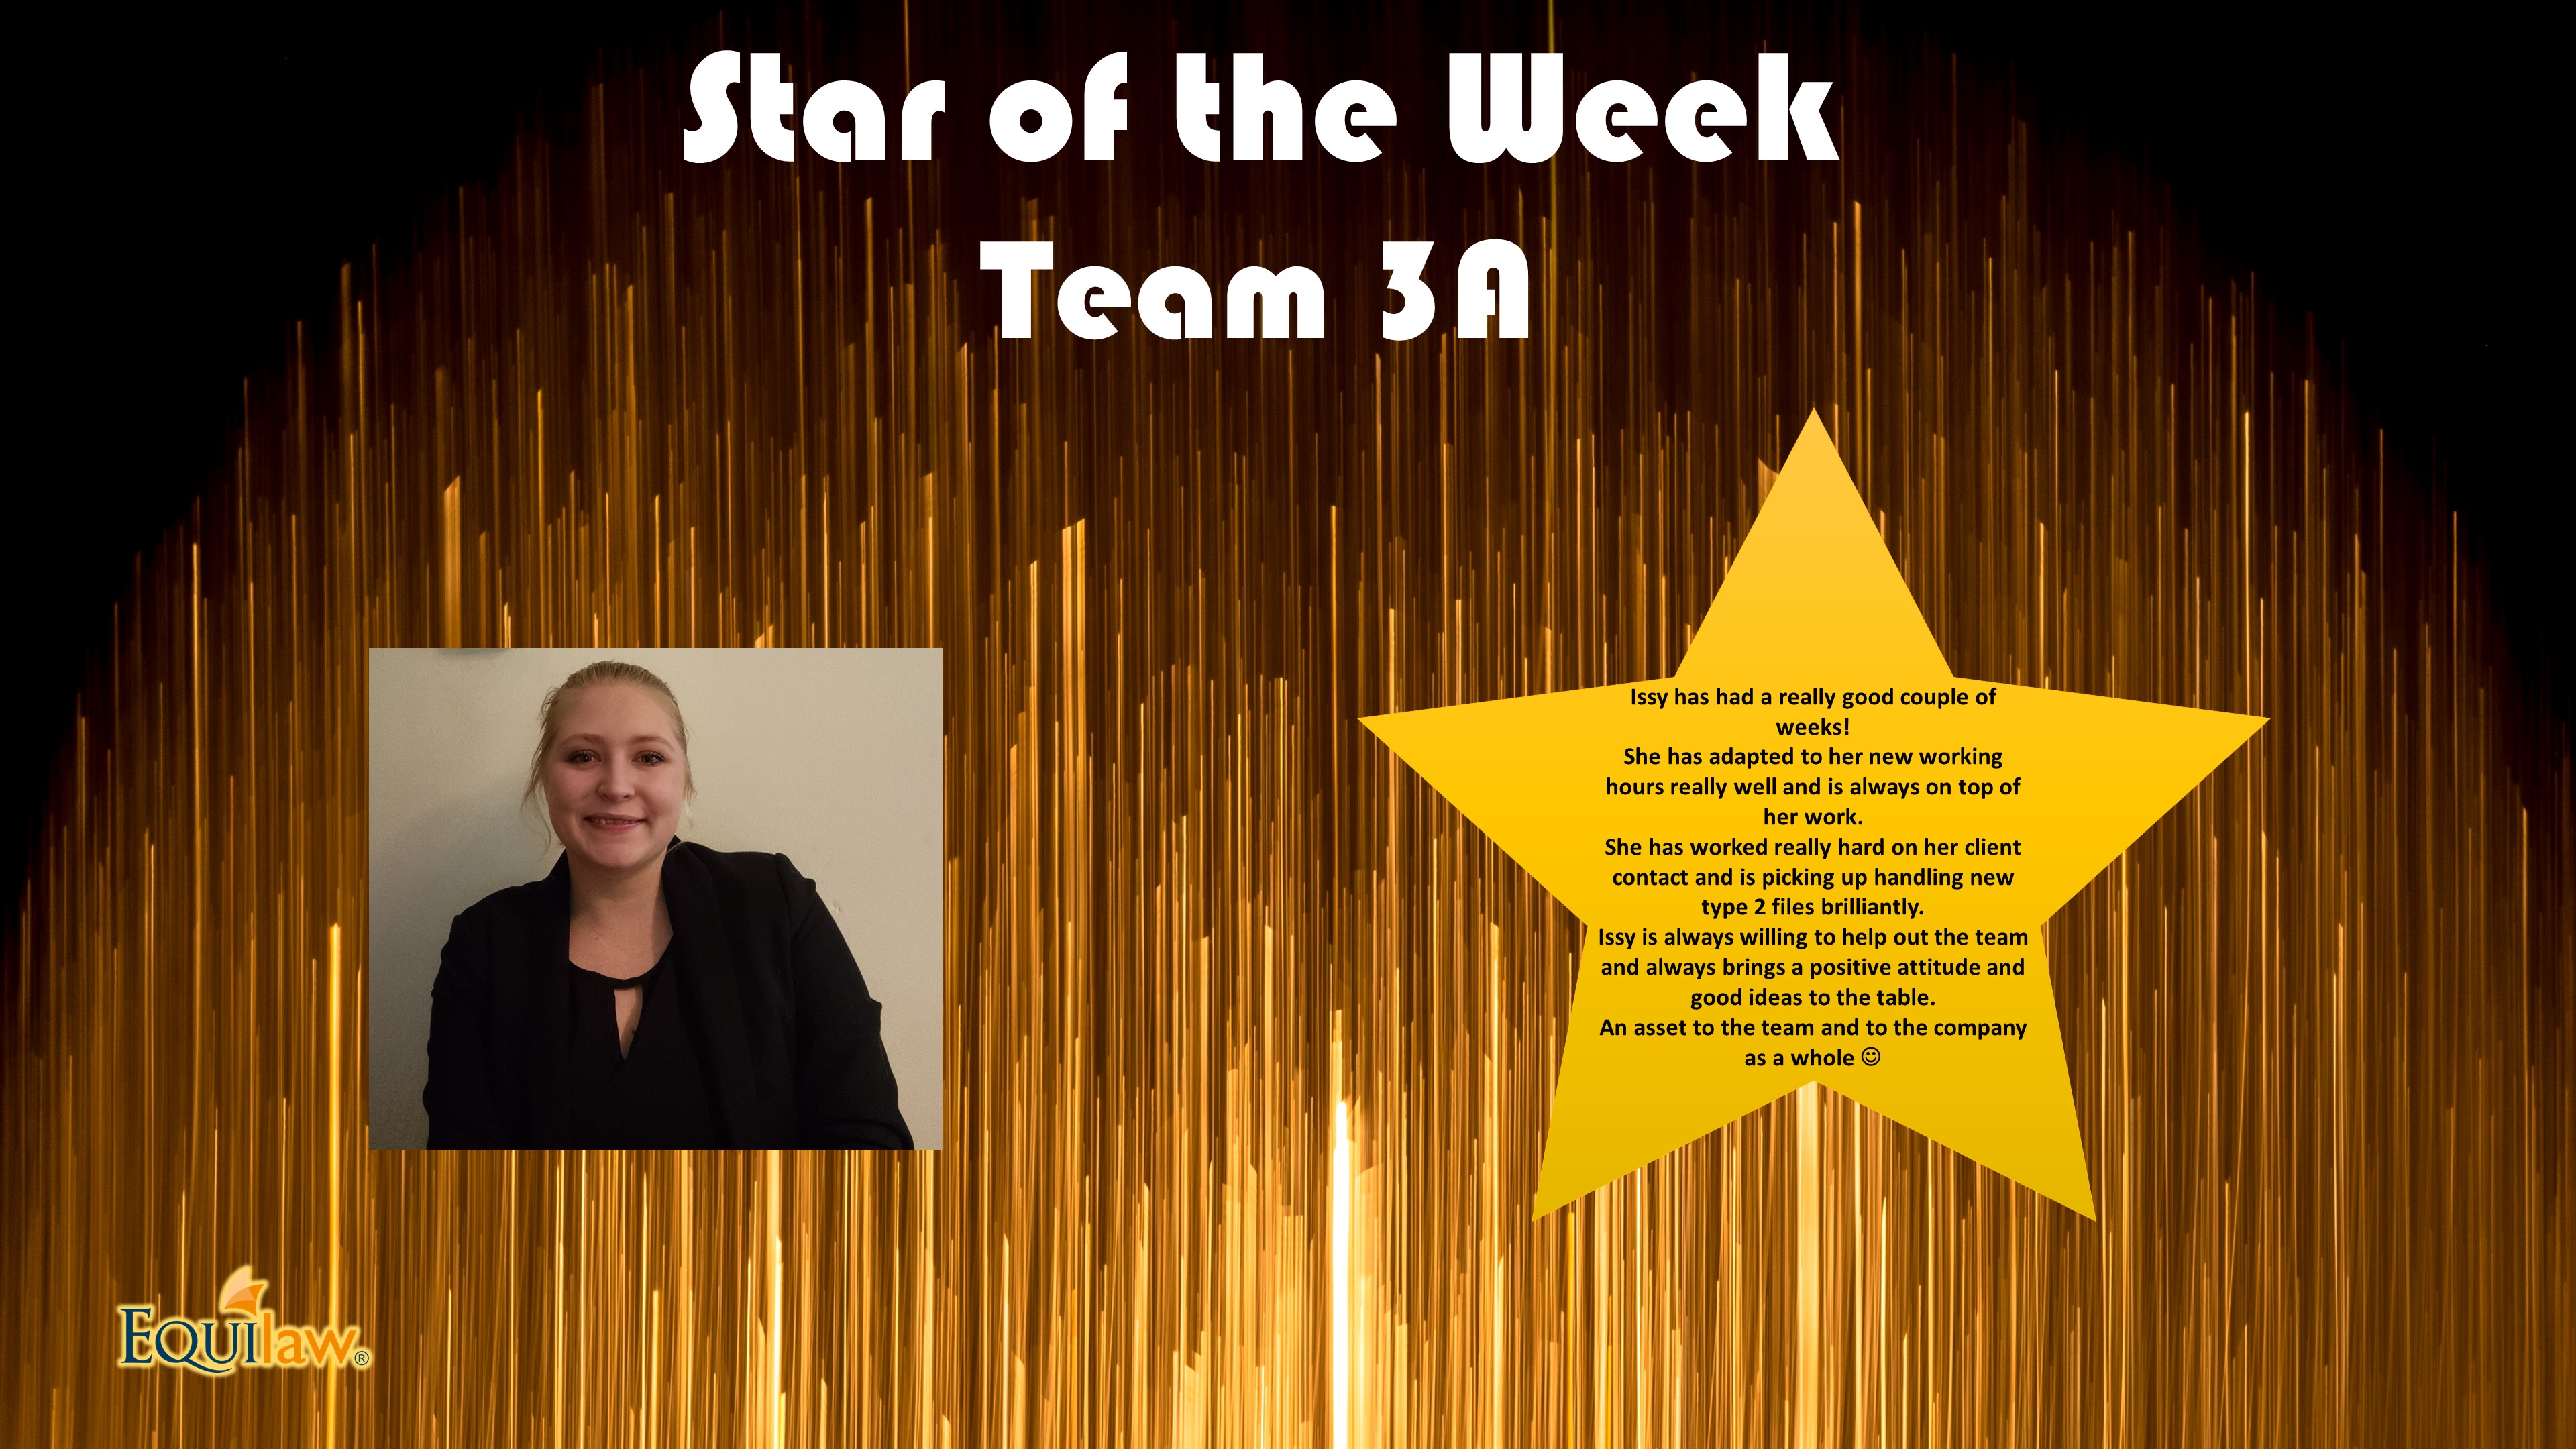 Star of the Week
Team 3A
Issy has had a really good couple of
weeks!
She has adapted to her new working
hours really well and is always on top of
her work.
She has worked really hard on her client
contact and is picking up handling new
type 2 files brilliantly.
Issy is always willing to help out the team
and always brings a positive attitude and
good ideas to the table.
An asset to the team and to the company
as a whole ☺
EQUIlaw®